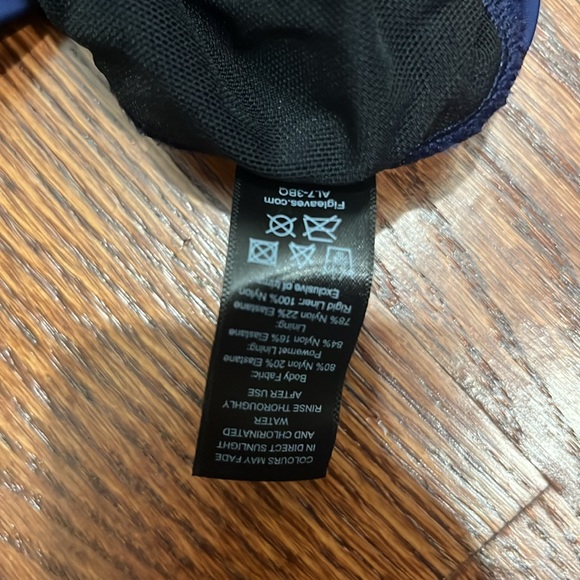 COLOURS MAY FADE
IN DIRECT SUNLIGHT
AND CHLORINATED
WATER
RINSE THOROUGHLY
AFTER USE
Body Fabric:
80% Nylon 20% Elastane
Powernet Lining:
84% Nylon 16% Elastane
Lining:
78% Nylon 22% Elastane
Rigid Liner: 100% Nylon
Exclusive of
Figleaves.com
AL7-3BQ